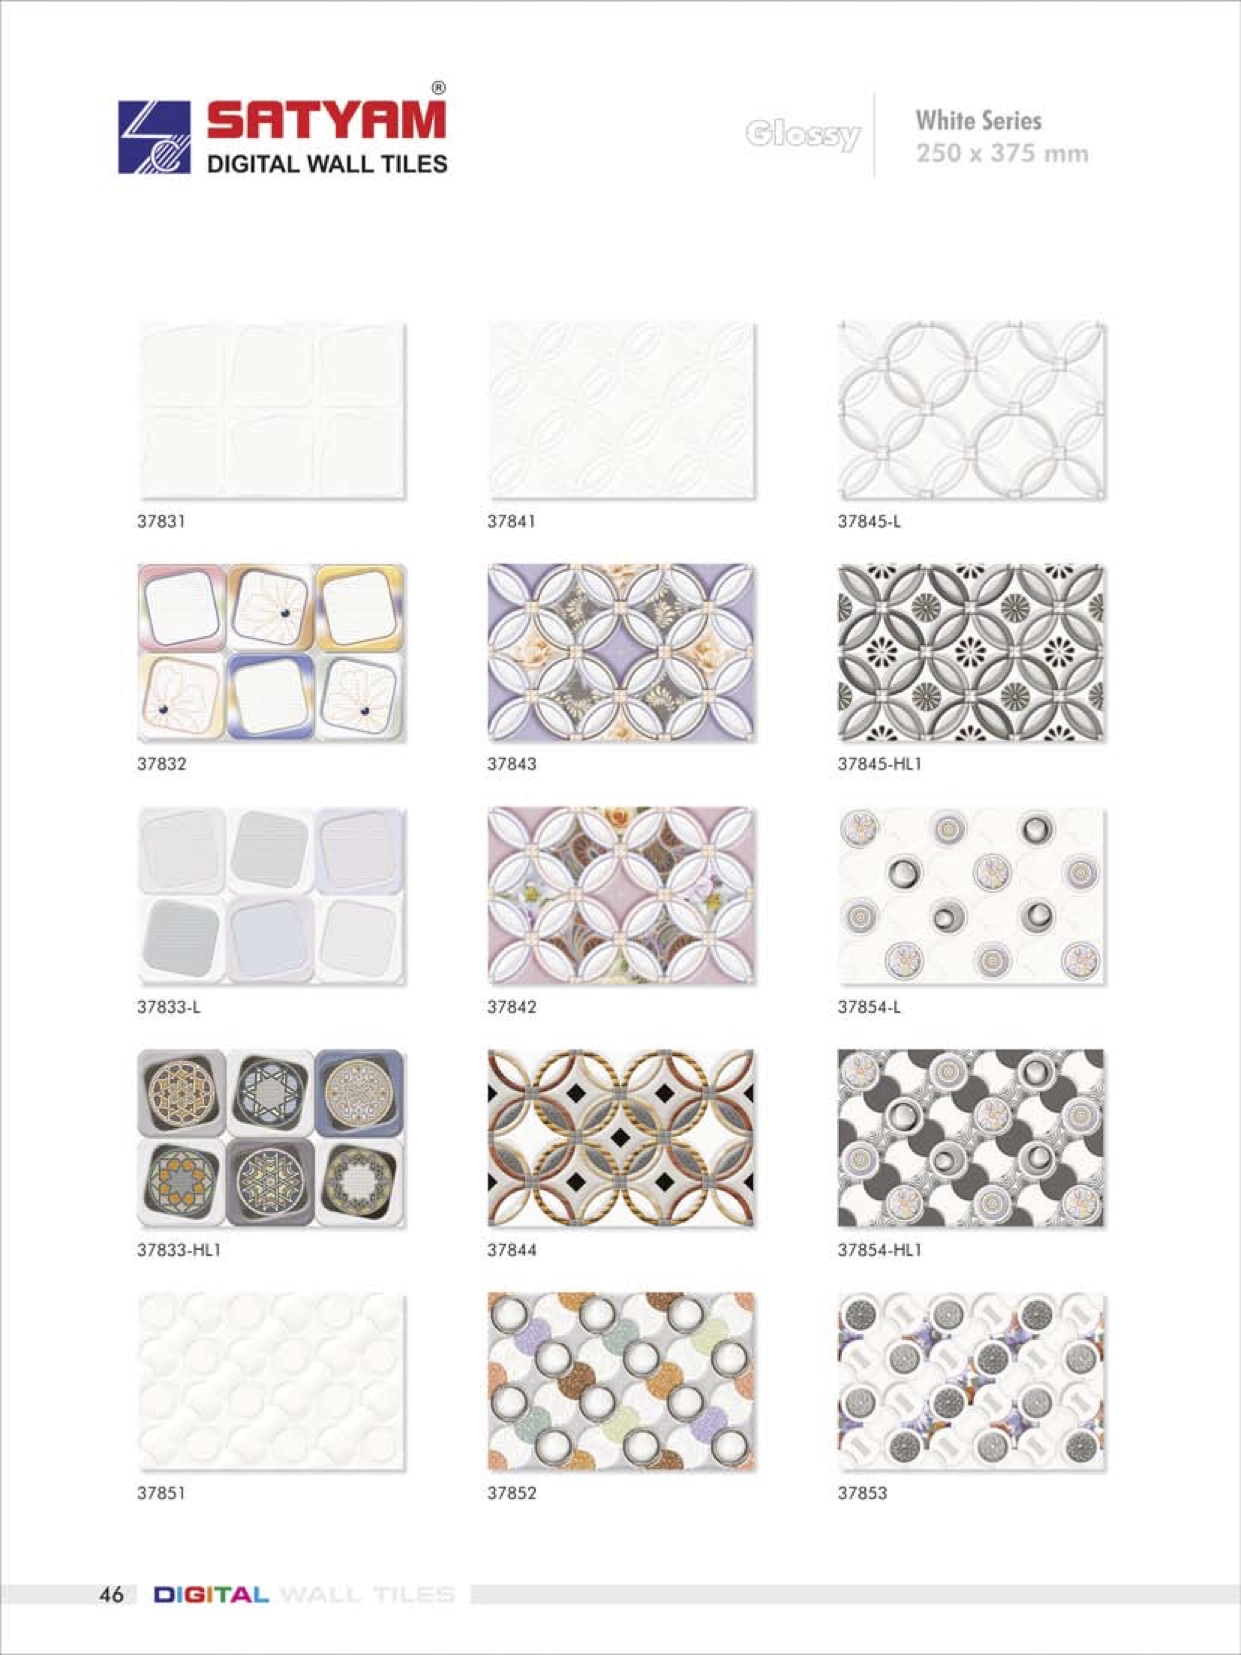 ®
SATYAM
DIGITAL WALL TILES
Glossy
White Series
250 x 375 mm
37831
37841
37845-L
37832
37843
37845-HL1
37833-L
37842
37854-L
37833-HL1
37844
37854-HL1
37851
37852
37853
46
DIGITAL WALL TILES